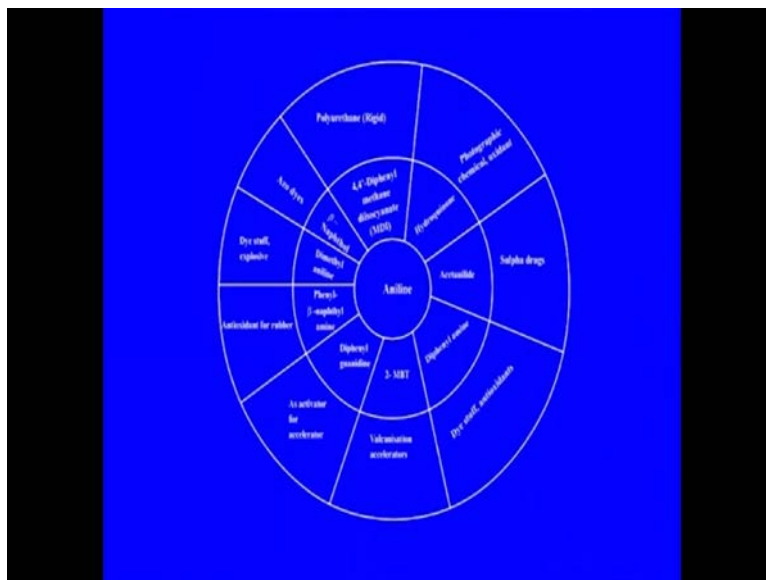 Polyurethane (Rigid)
Photographic
chemical, oxidant
Azo dyes
4,4'-Diphenyl
methane
diisocyanate
(MDI)
Hydroquinone
β -
Naphthol
Dye stuff,
explosive
Dimethyl
aniline
Aniline
Acetanilide
Sulpha drugs
Antioxidant for rubber
Phenyl-
β-naphthyl
amine
Diphenyl
guanidine
2- MBT
Diphenyl amine
As activator
for
accelerator
Vulcanisation
accelerators
Dye stuff, antioxidants